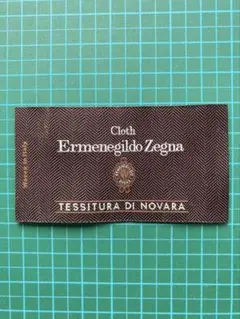 Cloth
Ermenegildo Zegna
TESSITURA DI NOVARA
Woven in Italy